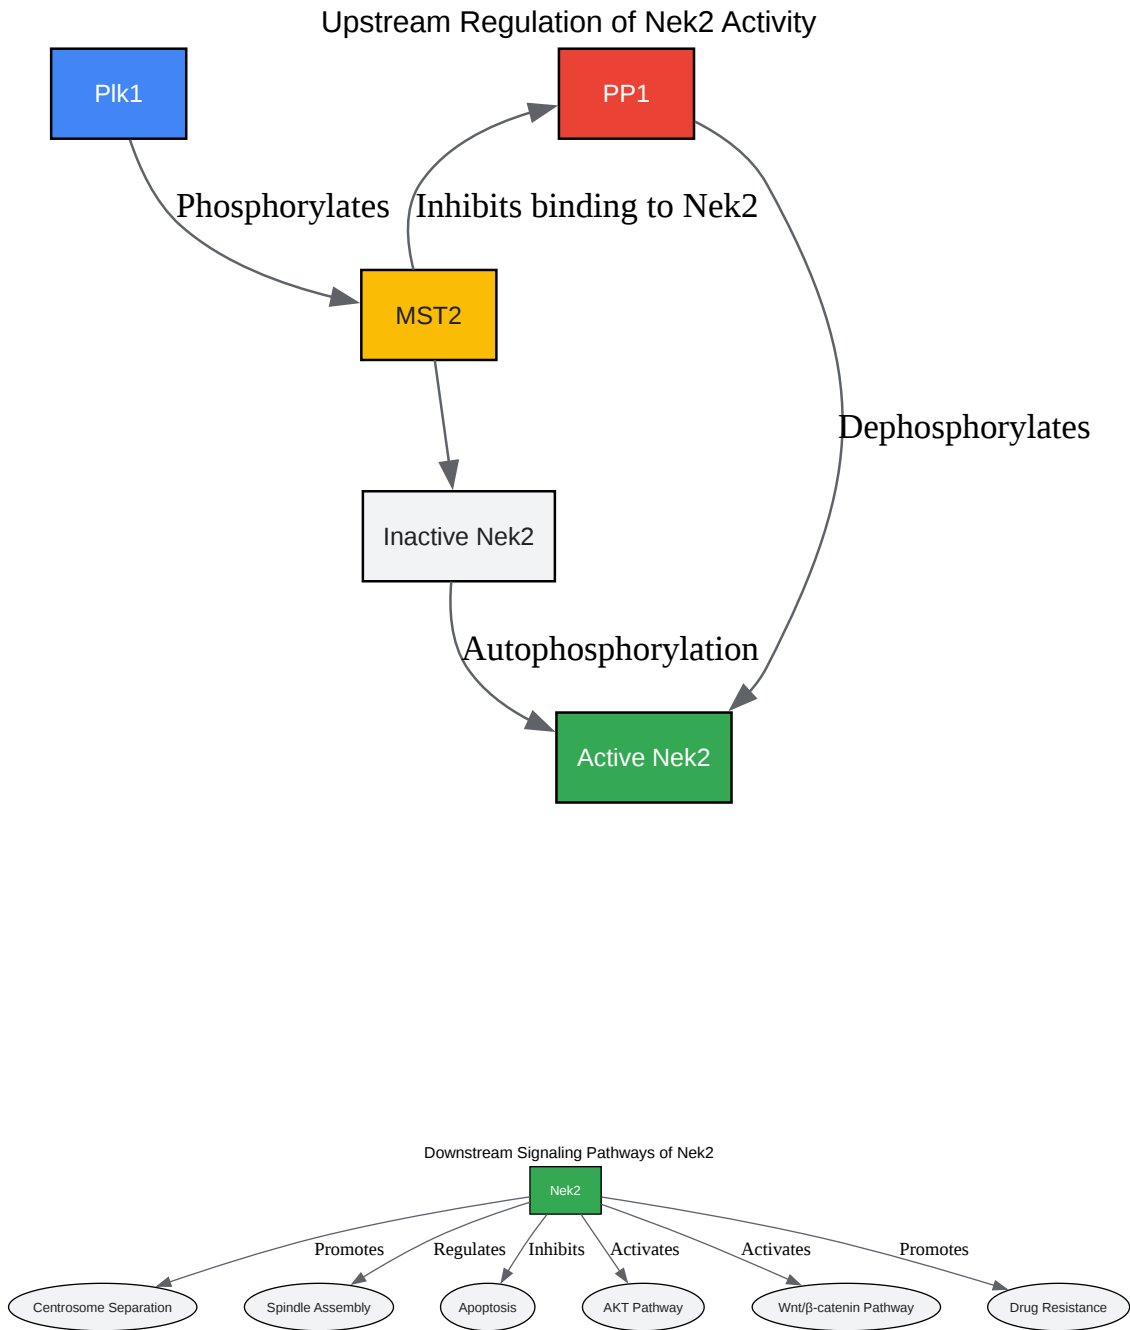 Upstream Regulation of Nek2 Activity
Plk1
PP1
Phosphorylates
Inhibits binding to Nek2
MST2
Dephosphorylates
Inactive Nek2
Autophosphorylation
Active Nek2
Downstream Signaling Pathways of Nek2
Nek2
Promotes
Regulates
Inhibits
Activates
Activates
Promotes
Centrosome Separation
Spindle Assembly
Apoptosis
AKT Pathway
Wnt/β-catenin Pathway
Drug Resistance